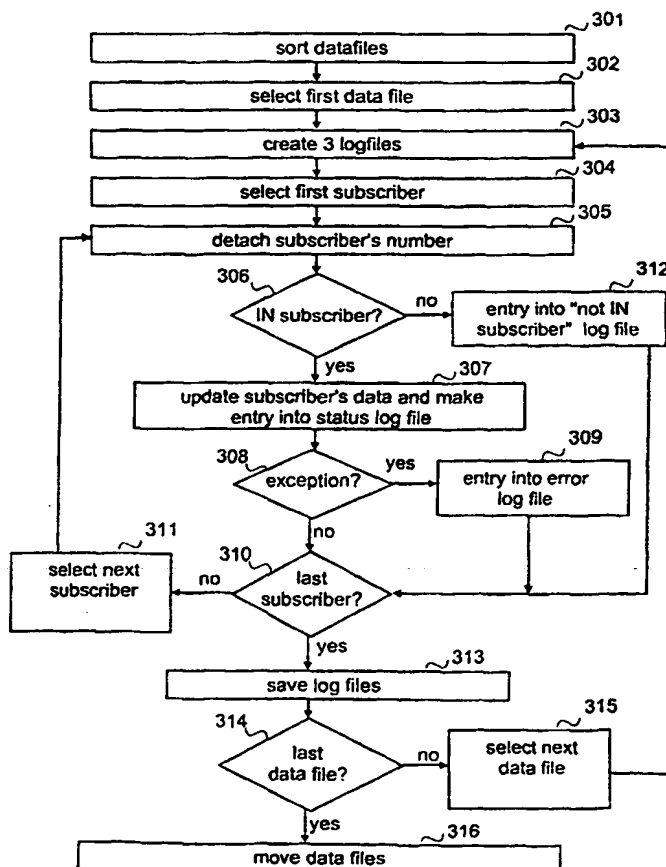 301
sort datafiles
302
select first data file
303
create 3 logfiles
304
select first subscriber
305
detach subscriber's number
306
IN subscriber?
no
312
entry into "not IN
subscriber" log file
yes
307
update subscriber's data and make
entry into status log file
308
exception?
yes
309
entry into error
log file
no
311
select next
subscriber
no
310
last
subscriber?
yes
313
save log files
314
last
data file?
no
315
select next
data file
yes
316
move data files